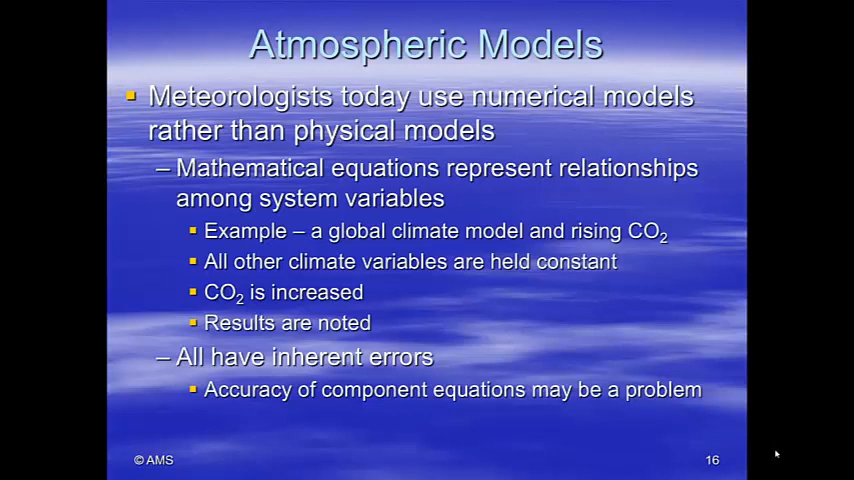 Atmospheric Models
Meteorologists today use numerical models
rather than physical models
– Mathematical equations represent relationships
among system variables
Example – a global climate model and rising CO₂
All other climate variables are held constant
CO₂ is increased
Results are noted
– All have inherent errors
Accuracy of component equations may be a problem
© AMS
16